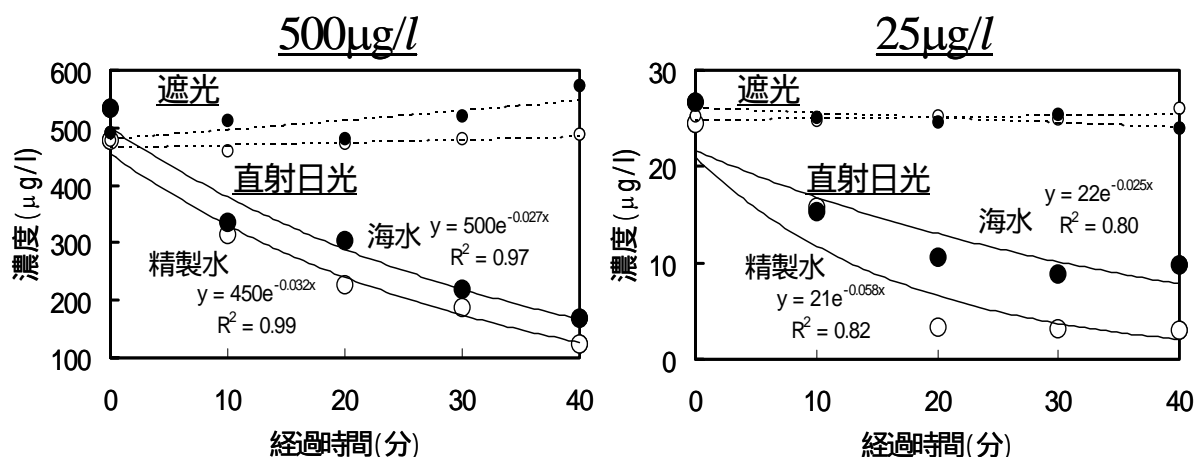 500μg/l
600
500
400
300
200
100
濃度(μg/l)
遮光
直射日光
海水
y = 500e-0.027x
R2 = 0.97
精製水
y = 450e-0.032x
R2 = 0.99
0 10 20 30 40
経過時間(分)
25μg/l
30
20
10
0
濃度(μg/l)
遮光
直射日光
海水
y = 22e-0.025x
R2 = 0.80
精製水
y = 21e-0.058x
R2 = 0.82
0 10 20 30 40
経過時間(分)